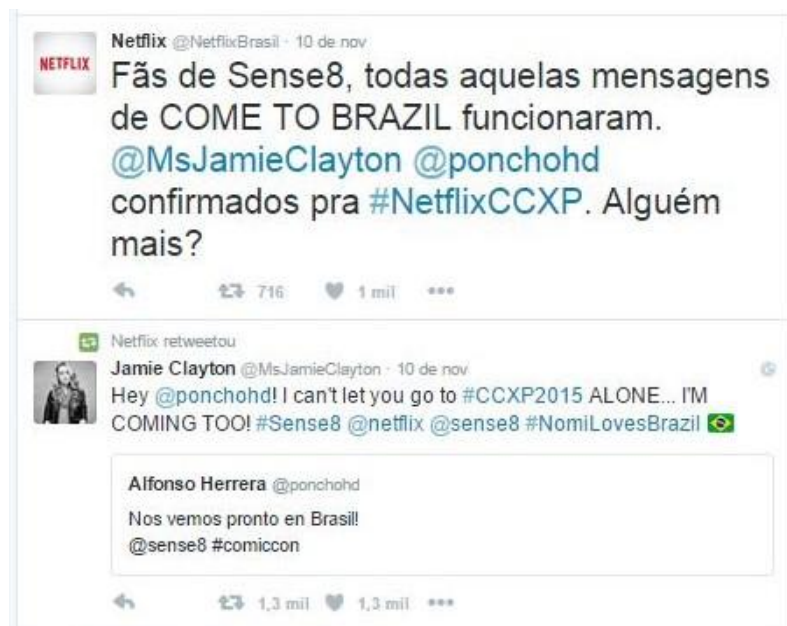 NETFLIX
Netflix @NetflixBrasil · 10 de nov
Fãs de Sense8, todas aquelas mensagens
de COME TO BRAZIL funcionaram.
@MsJamieClayton @ponchohd
confirmados pra #NetflixCCXP. Alguém
mais?
716 1 mil
Netflix retweetou
Jamie Clayton @MsJamieClayton · 10 de nov
Hey @ponchohd! I can't let you go to #CCXP2015 ALONE... I'M
COMING TOO! #Sense8 @netflix @sense8 #NomiLovesBrazil
Alfonso Herrera @ponchohd
Nos vemos pronto en Brasil!
@sense8 #comiccon
1,3 mil 1,3 mil